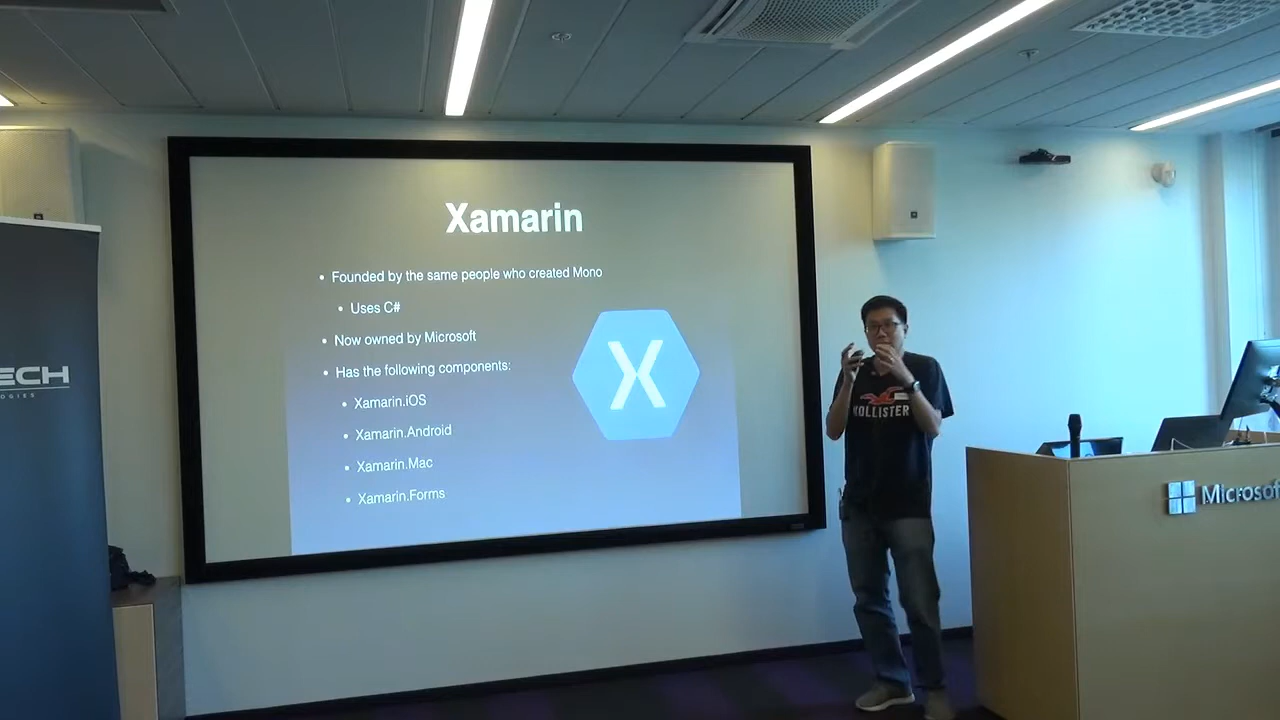 Xamarin
• Founded by the same people who created Mono
• Uses C#
• Now owned by Microsoft
• Has the following components:
• Xamarin.iOS
• Xamarin.Android
• Xamarin.Mac
• Xamarin.Forms
X
HOLLISTER
ECH
OGIES
Microsof